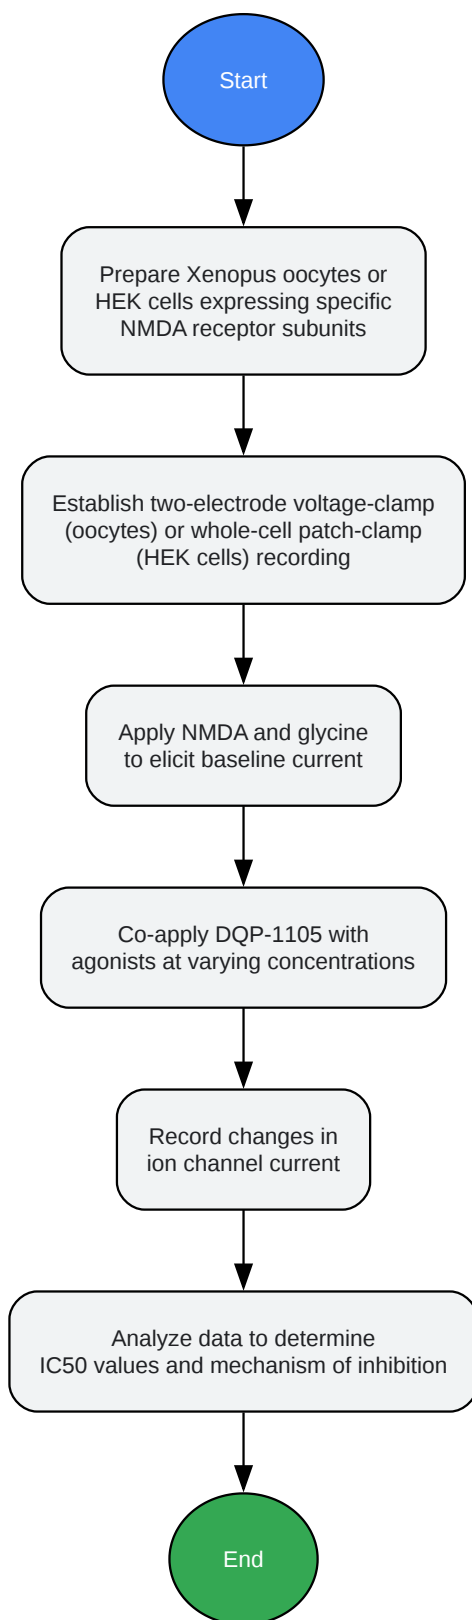 Start
Prepare Xenopus oocytes or
HEK cells expressing specific
NMDA receptor subunits
Establish two-electrode voltage-clamp
(oocytes) or whole-cell patch-clamp
(HEK cells) recording
Apply NMDA and glycine
to elicit baseline current
Co-apply DQP-1105 with
agonists at varying concentrations
Record changes in
ion channel current
Analyze data to determine
IC50 values and mechanism of inhibition
End